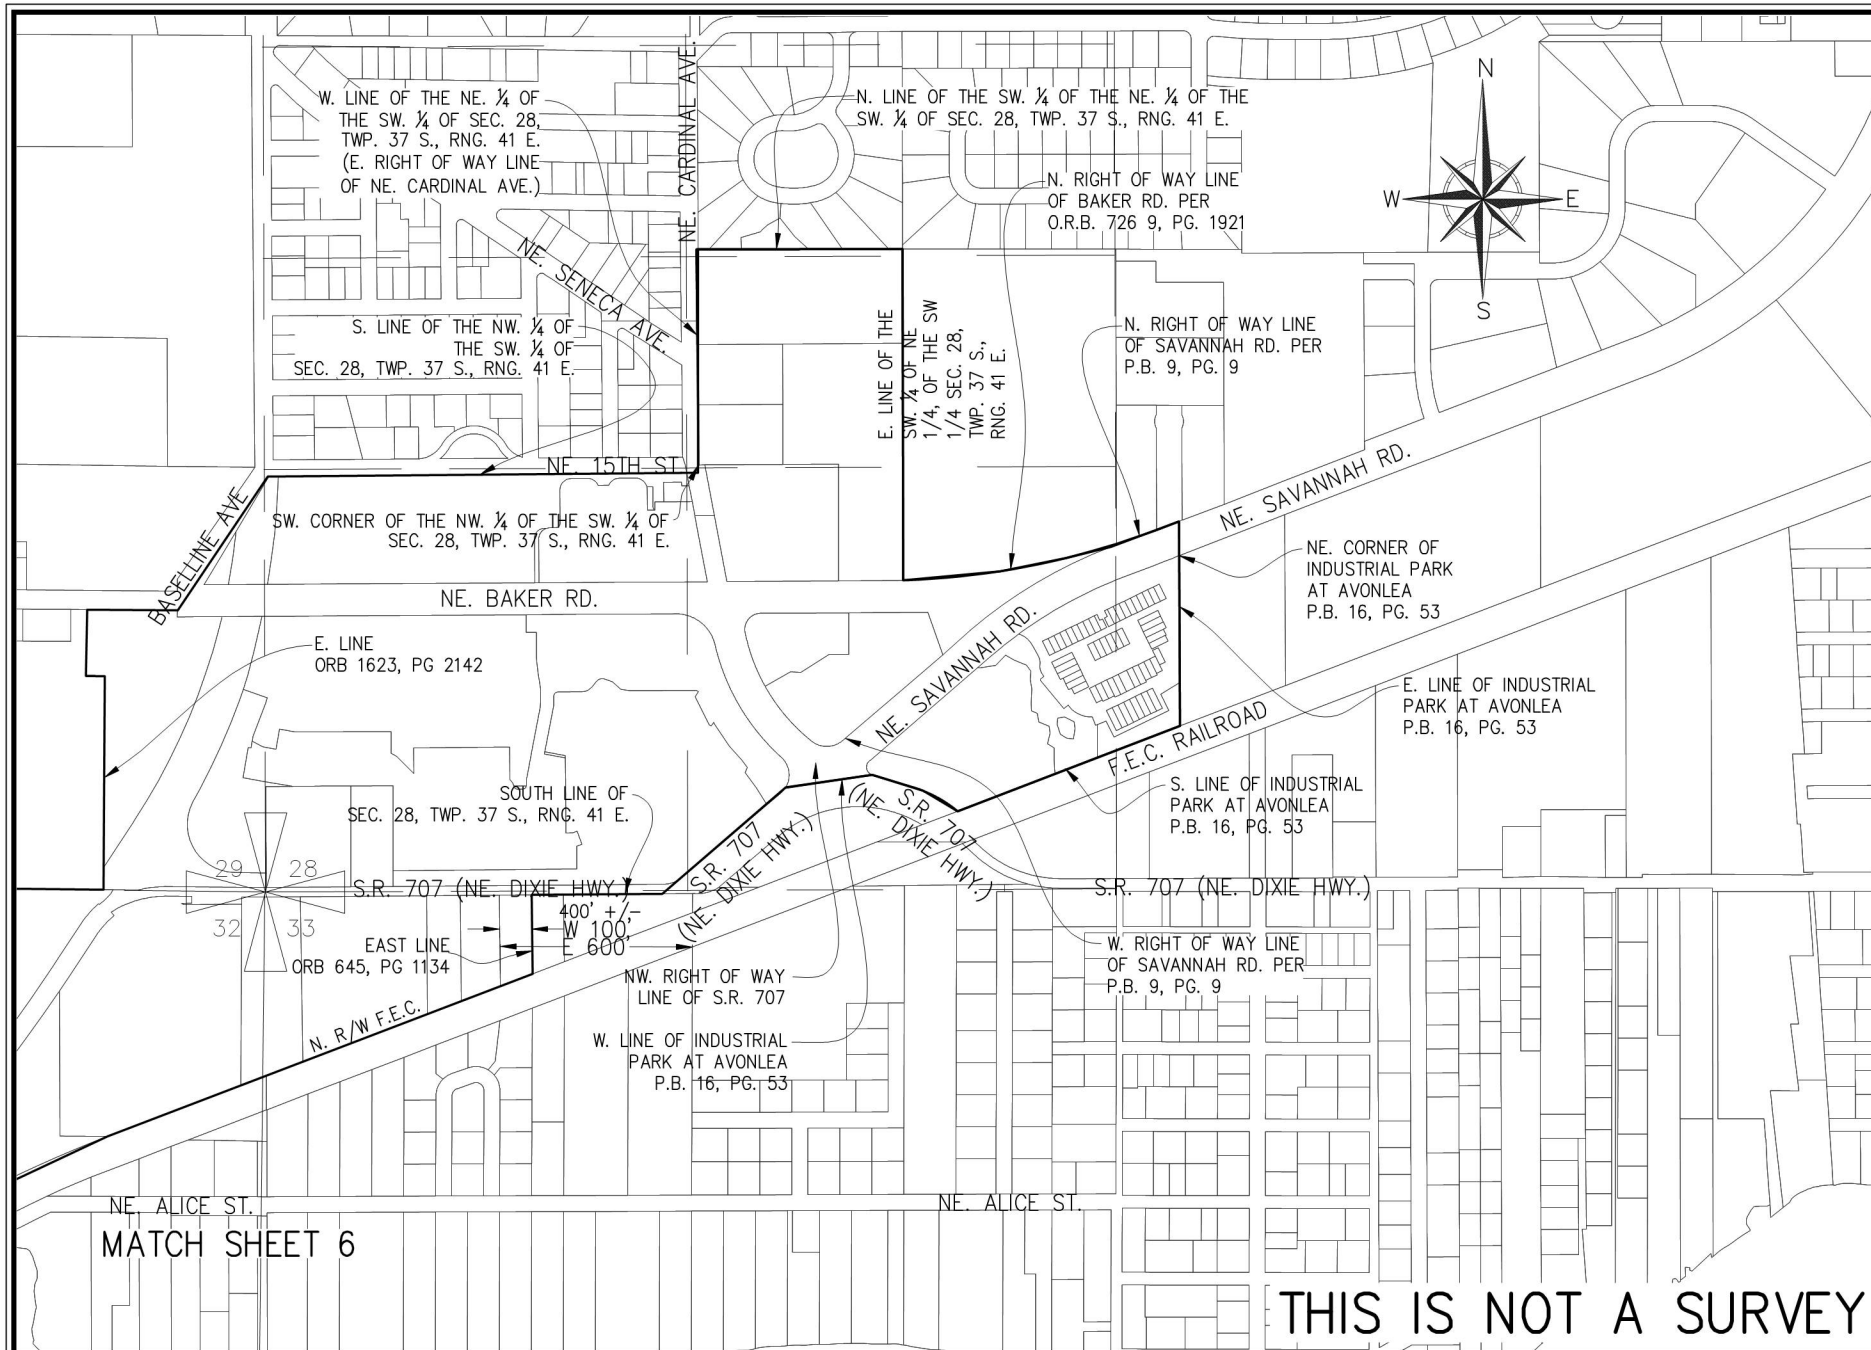 W. LINE OF THE NE. ¼ OF
THE SW. ¼ OF SEC. 28,
TWP. 37 S., RNG. 41 E.
(E. RIGHT OF WAY LINE
OF NE. CARDINAL AVE.)
NE. CARDINAL AVE.
N. LINE OF THE SW. ¼ OF THE NE. ¼ OF THE
SW. ¼ OF SEC. 28, TWP. 37 S., RNG. 41 E.
N. RIGHT OF WAY LINE
OF BAKER RD. PER
O.R.B. 726 9, PG. 1921
N
W
E
S
NE. SENECA AVE.
S. LINE OF THE NW. ¼ OF
THE SW. ¼ OF
SEC. 28, TWP. 37 S., RNG. 41 E.
E. LINE OF THE
SW. ¼ OF NE
1/4, OF THE SW
1/4 SEC. 28,
TWP. 37 S.,
RNG. 41 E.
N. RIGHT OF WAY LINE
OF SAVANNAH RD. PER
P.B. 9, PG. 9
NE. 15TH ST
NE. SAVANNAH RD.
BASELLINE AVE
SW. CORNER OF THE NW. ¼ OF THE SW. ¼ OF
SEC. 28, TWP. 37 S., RNG. 41 E.
NE. CORNER OF
INDUSTRIAL PARK
AT AVONLEA
P.B. 16, PG. 53
NE. BAKER RD.
E. LINE
ORB 1623, PG 2142
NE. SAVANNAH RD.
E. LINE OF INDUSTRIAL
PARK AT AVONLEA
P.B. 16, PG. 53
F.E.C. RAILROAD
SOUTH LINE OF
SEC. 28, TWP. 37 S., RNG. 41 E.
S. LINE OF INDUSTRIAL
PARK AT AVONLEA
P.B. 16, PG. 53
S.R. 707
(NE. DIXIE HWY.)
S.R. 707
(NE. DIXIE HWY.)
29
28
32
33
S.R. 707 (NE. DIXIE HWY.)
S.R. 707 (NE. DIXIE HWY.)
400' +/-
W 100'
E 600'
EAST LINE
ORB 645, PG 1134
NW. RIGHT OF WAY
LINE OF S.R. 707
W. RIGHT OF WAY LINE
OF SAVANNAH RD. PER
P.B. 9, PG. 9
N. R/W F.E.C.
W. LINE OF INDUSTRIAL
PARK AT AVONLEA
P.B. 16, PG. 53
NE. ALICE ST.
NE. ALICE ST.
MATCH SHEET 6
THIS IS NOT A SURVEY